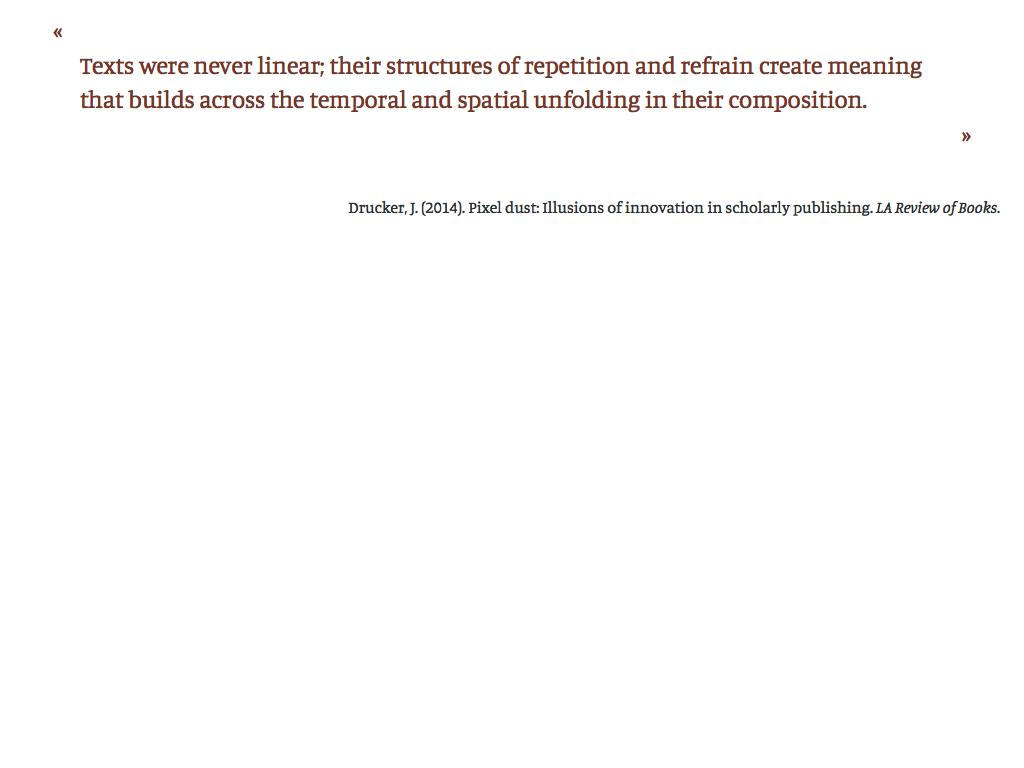 «
Texts were never linear; their structures of repetition and refrain create meaning
that builds across the temporal and spatial unfolding in their composition.
»
Drucker, J. (2014). Pixel dust: Illusions of innovation in scholarly publishing. LA Review of Books.